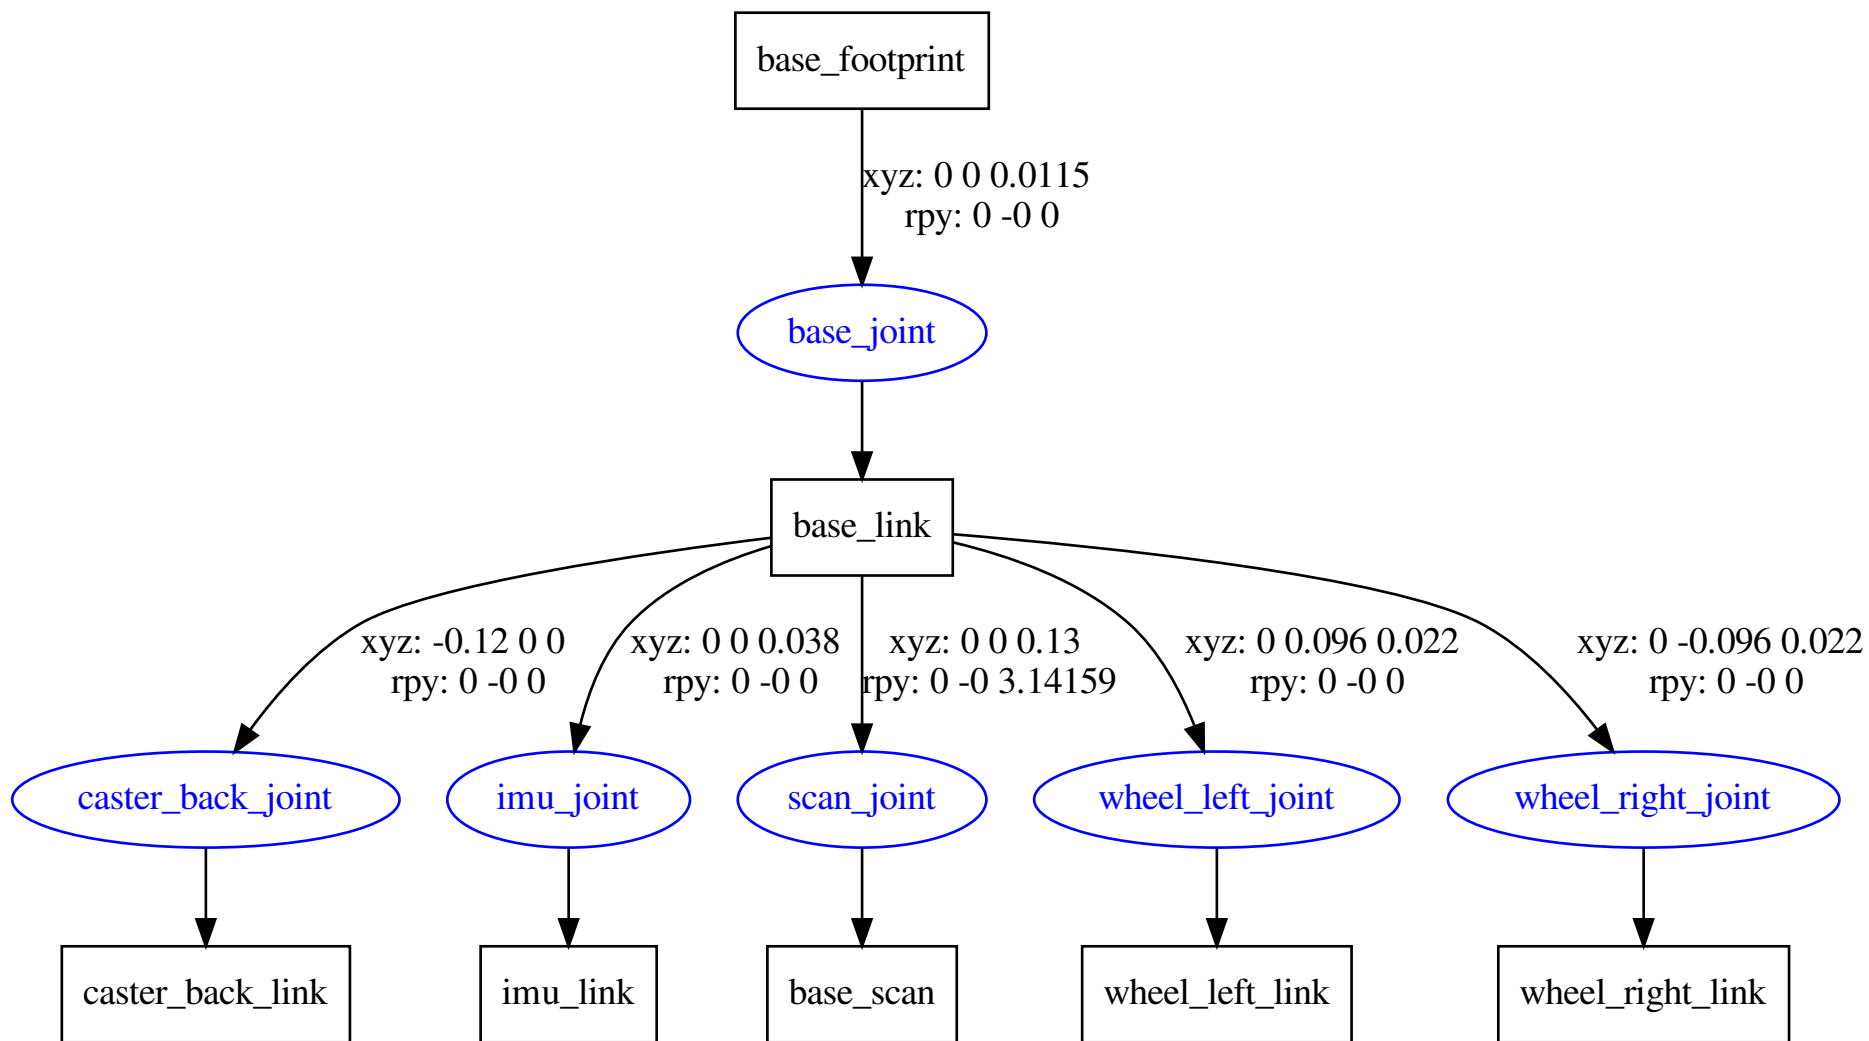 base_footprint
xyz: 0 0 0.0115
rpy: 0 -0 0
base_joint
base_link
xyz: -0.12 0 0
rpy: 0 -0 0
xyz: 0 0 0.038
rpy: 0 -0 0
xyz: 0 0 0.13
rpy: 0 -0 3.14159
xyz: 0 0.096 0.022
rpy: 0 -0 0
xyz: 0 -0.096 0.022
rpy: 0 -0 0
caster_back_joint
imu_joint
scan_joint
wheel_left_joint
wheel_right_joint
caster_back_link
imu_link
base_scan
wheel_left_link
wheel_right_link